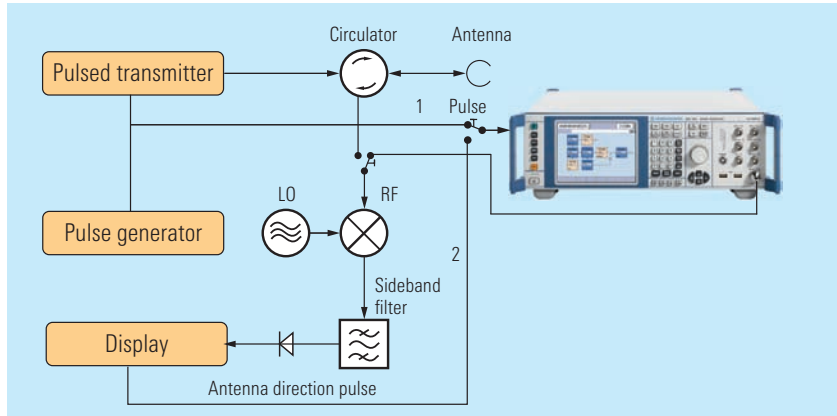 Circulator
Antenna
Pulsed transmitter
1
Pulse
LO
RF
Pulse generator
2
Sideband
filter
Display
Antenna direction pulse